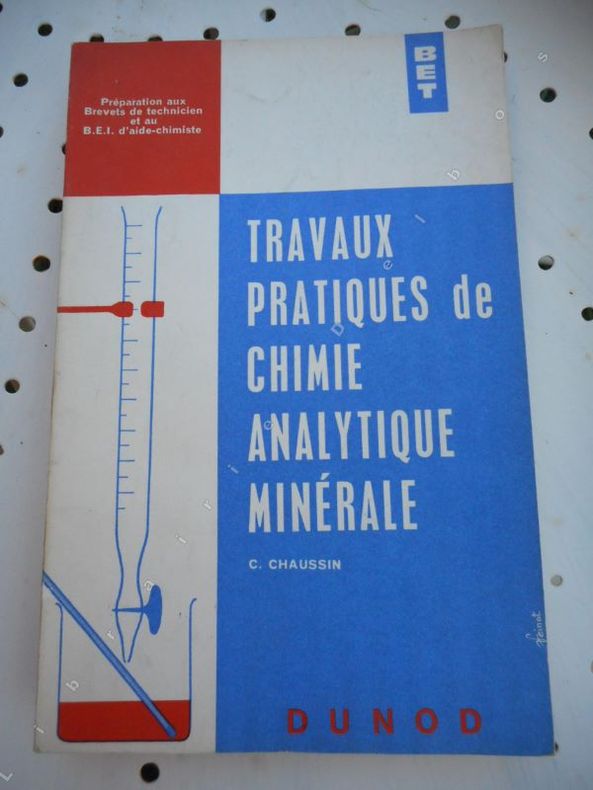 Préparation aux
Brevets de technicien
et au
B.E.I. d'aide-chimiste
BET
TRAVAUX
PRATIQUES de
CHIMIE
ANALYTIQUE
MINÉRALE
C. CHAUSSIN
DUNOD